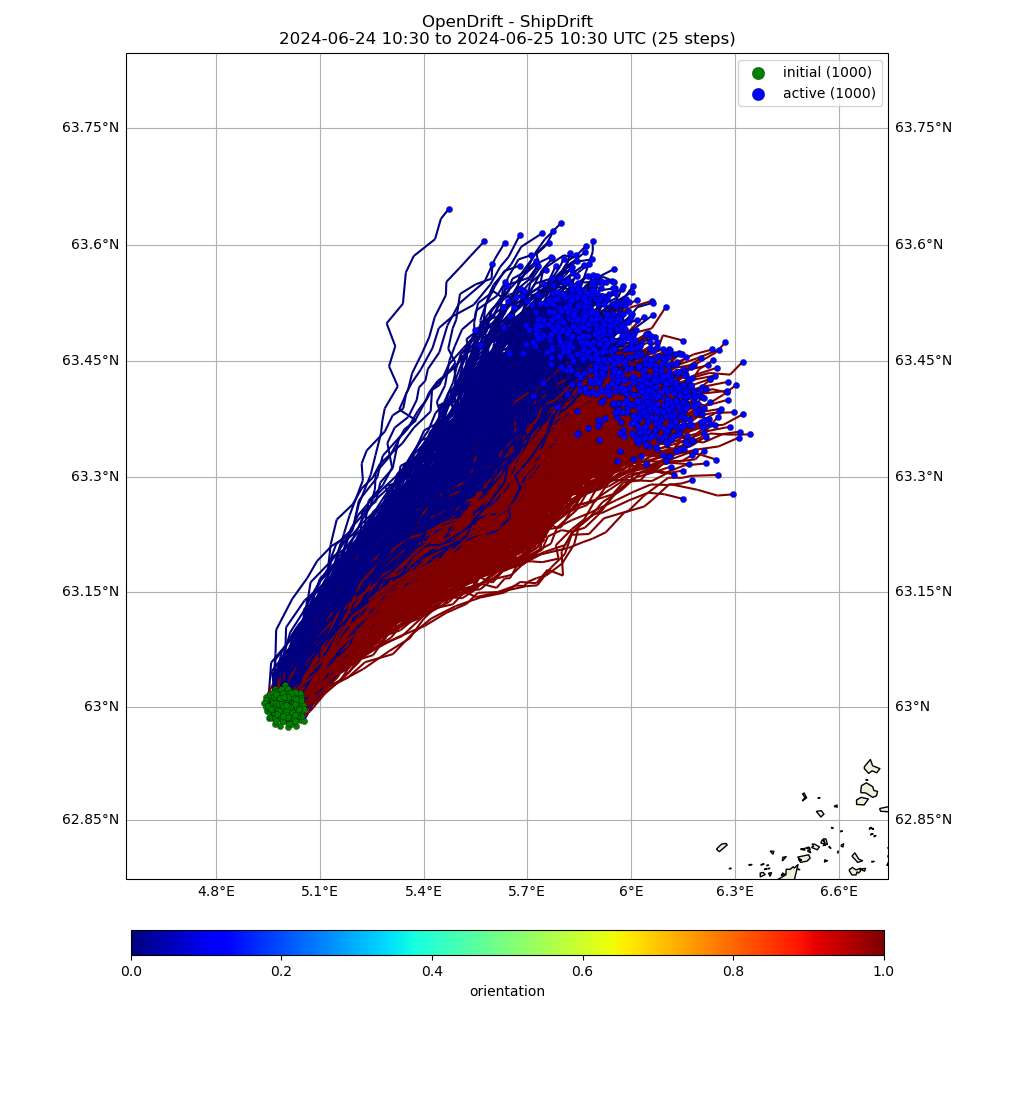 OpenDrift - ShipDrift
2024-06-24 10:30 to 2024-06-25 10:30 UTC (25 steps)
initial (1000)
active (1000)
63.75°N 63.75°N
63.6°N 63.6°N
63.45°N 63.45°N
63.3°N 63.3°N
63.15°N 63.15°N
63°N 63°N
62.85°N 62.85°N
4.8°E 5.1°E 5.4°E 5.7°E 6°E 6.3°E 6.6°E
0.0 0.2 0.4 0.6 0.8 1.0
orientation